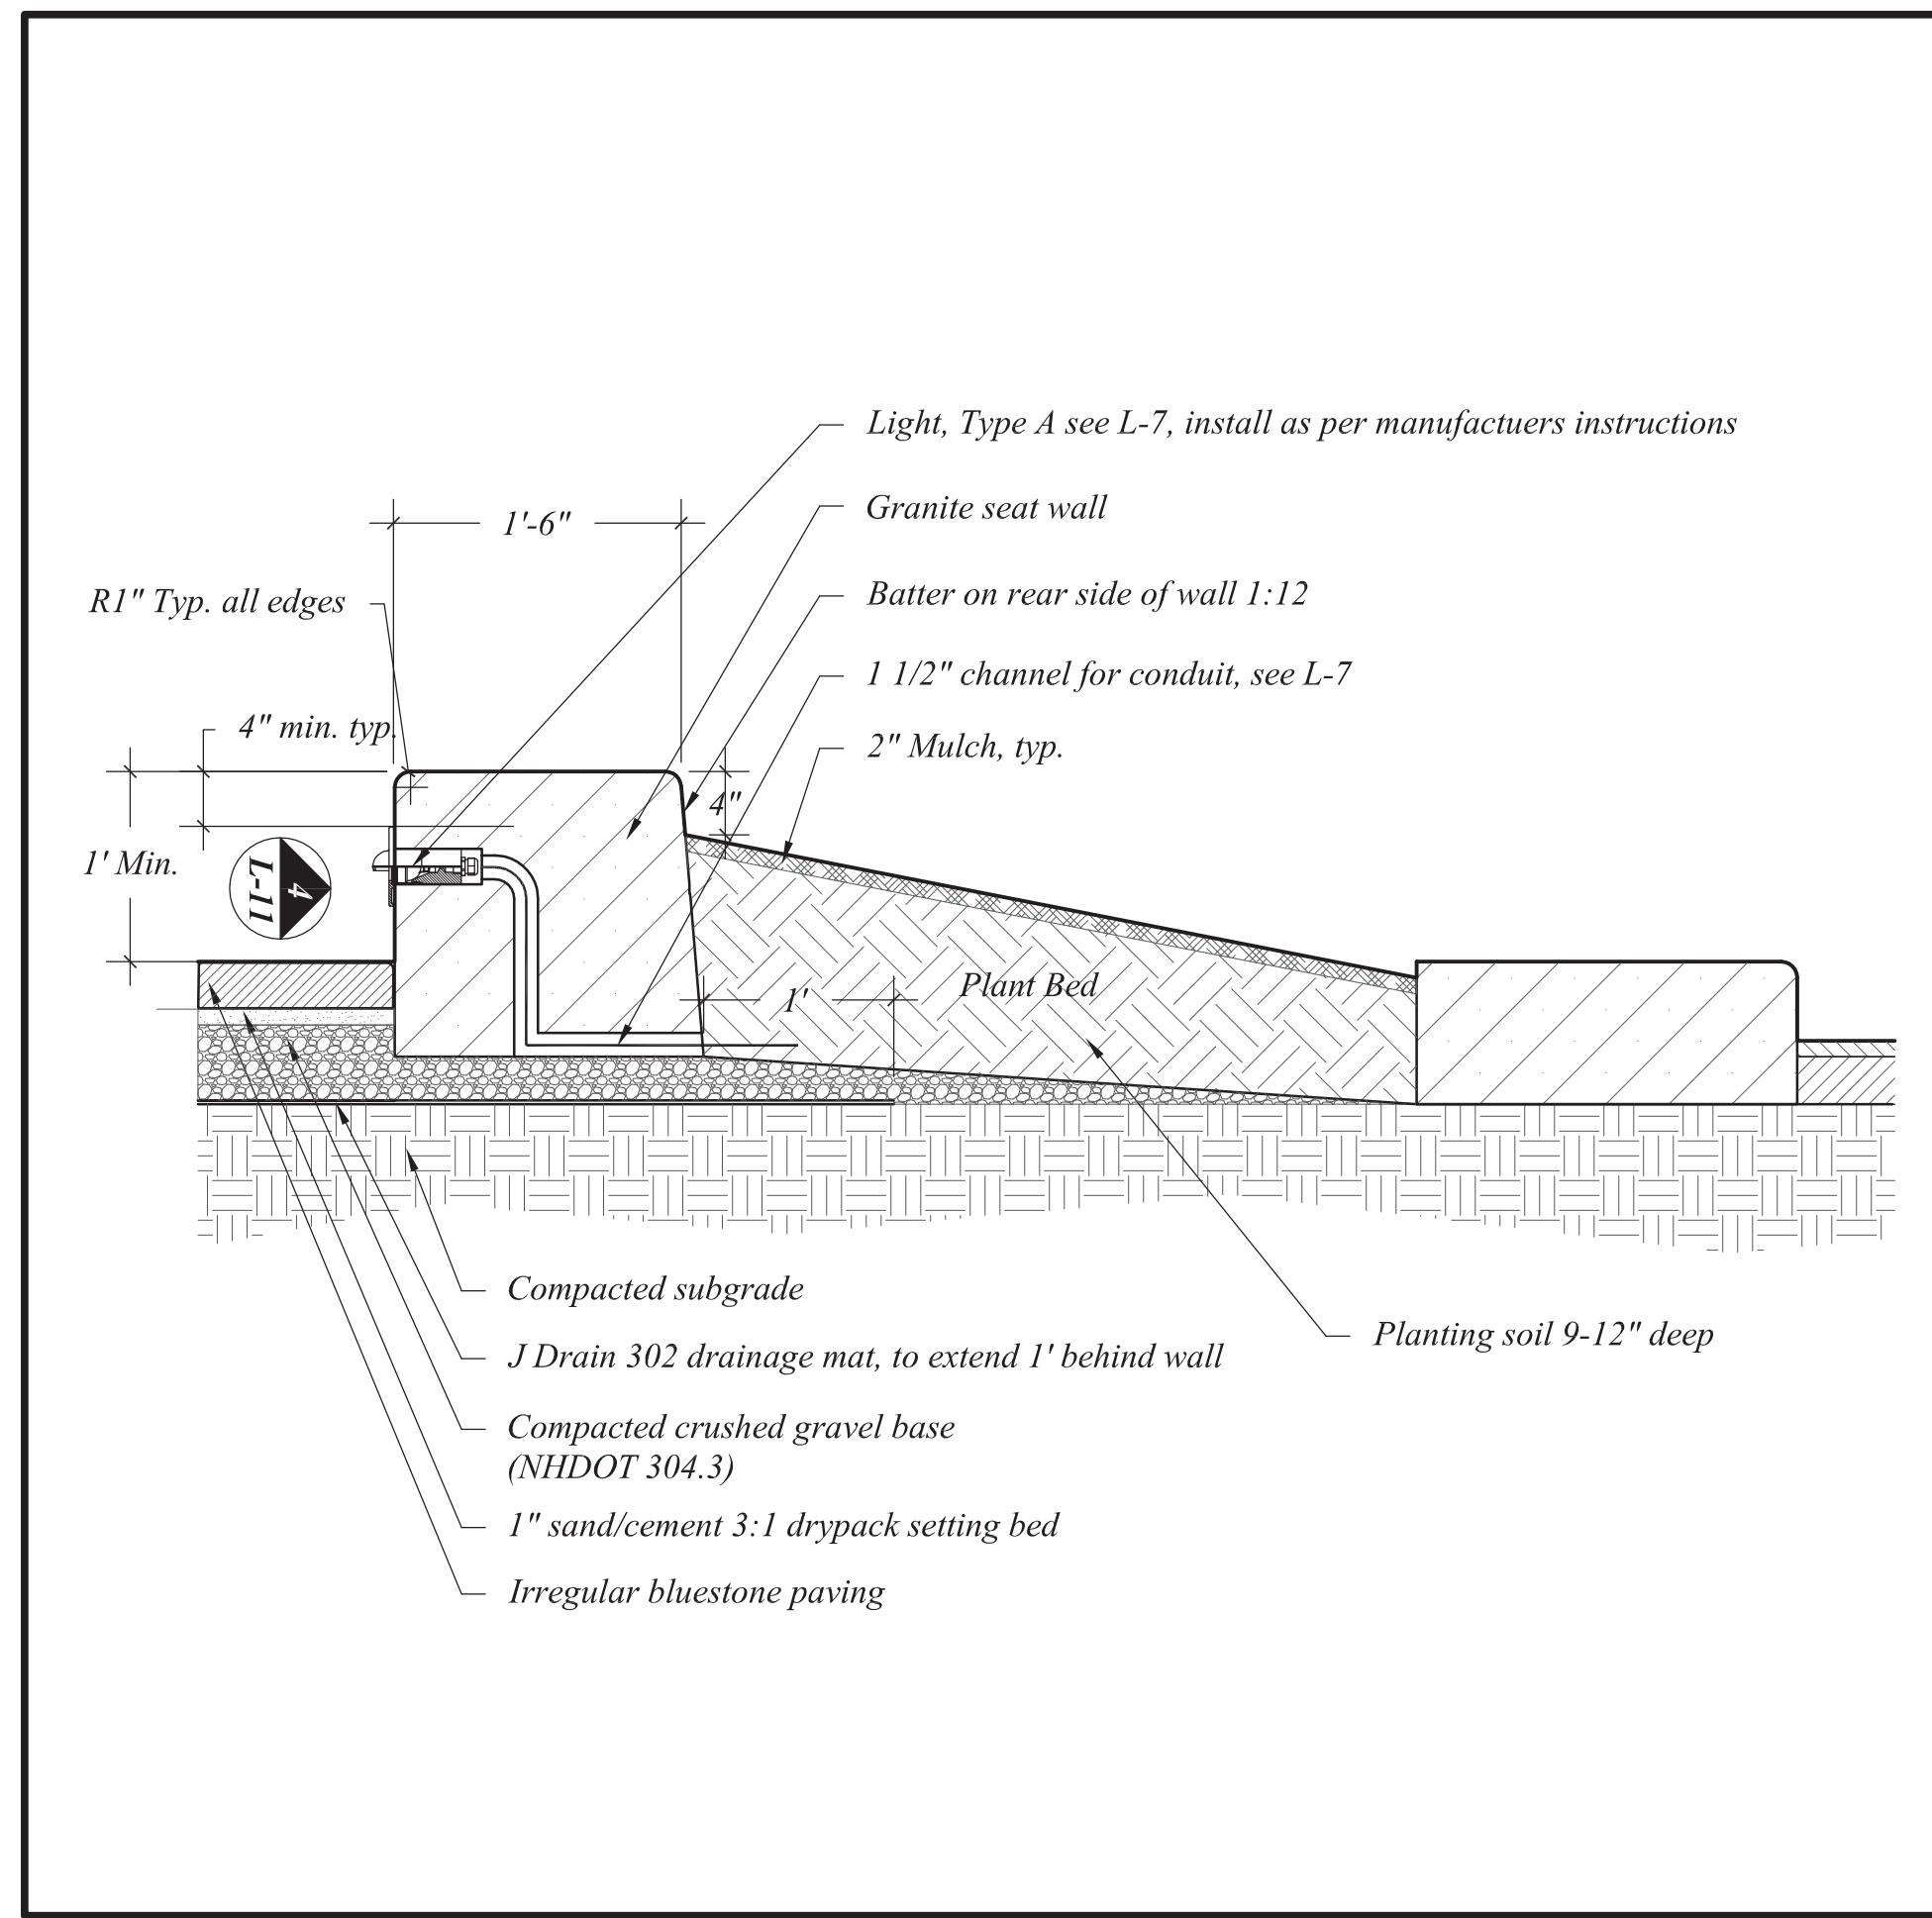 Light, Type A see L-7, install as per manufactuers instructions
Granite seat wall
1'-6"
Batter on rear side of wall 1:12
R1" Typ. all edges
1 1/2" channel for conduit, see L-7
4" min. typ.
2" Mulch, typ.
4"
1' Min.
4
L-11
Plant Bed
1'
Compacted subgrade
Planting soil 9-12" deep
J Drain 302 drainage mat, to extend 1' behind wall
Compacted crushed gravel base
(NHDOT 304.3)
1" sand/cement 3:1 drypack setting bed
Irregular bluestone paving